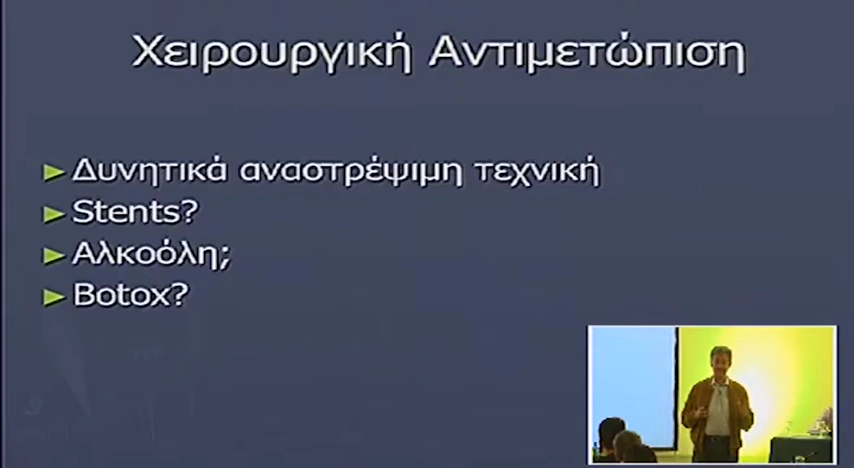 Χειρουργική Αντιμετώπιση
Δυνητικά αναστρέψιμη τεχνική
Stents?
Αλκοόλη;
Botox?